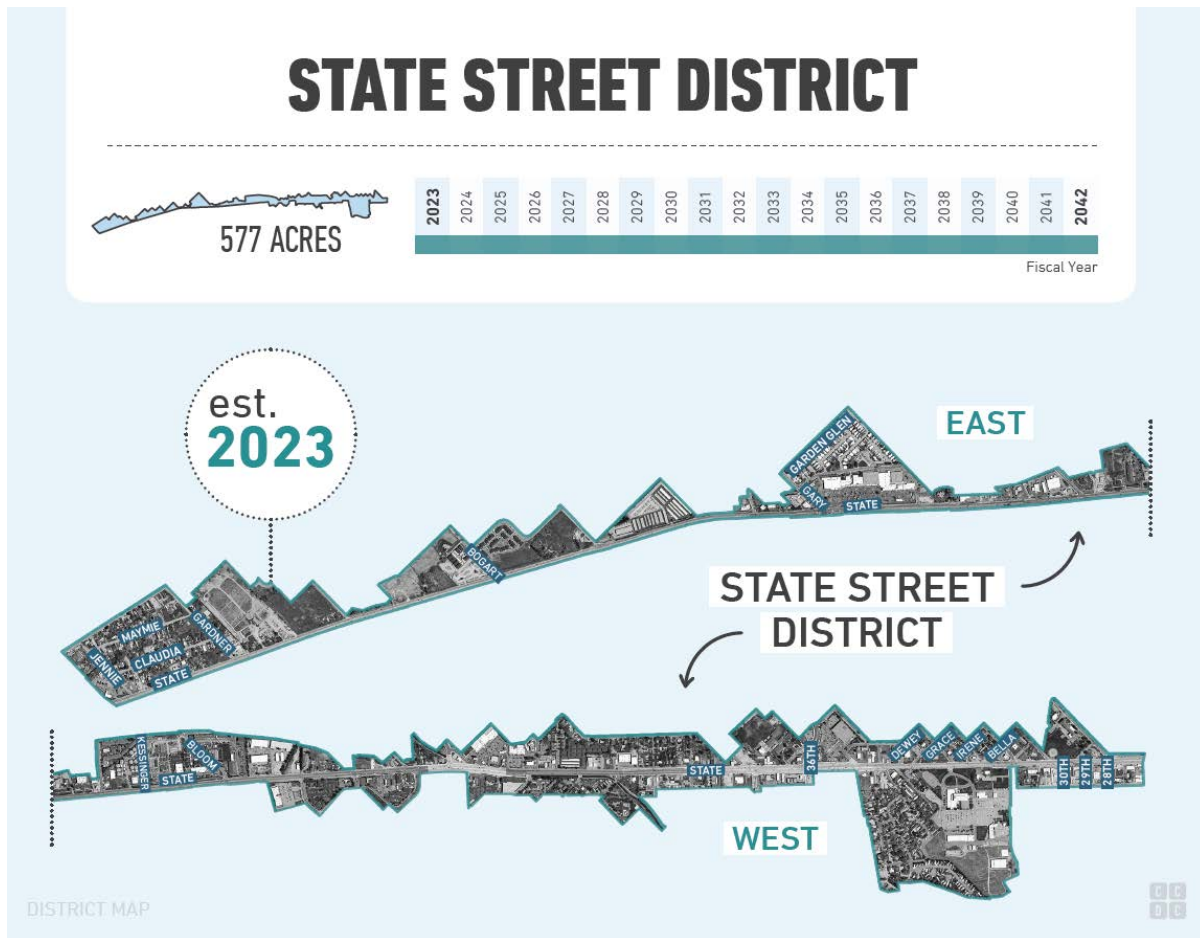 STATE STREET DISTRICT
577 ACRES
2023 2024 2025 2026 2027 2028 2029 2030 2031 2032 2033 2034 2035 2036 2037 2038 2039 2040 2041 2042
Fiscal Year
est.
2023
EAST
GARDEN GLEN
GARY
STATE
BOGART
STATE STREET
DISTRICT
MAYMIE
GARDNER
JENNIE
CLAUDIA
STATE
KESSINGER
BLOOM
STATE
STATE
36TH
DEWEY
GRACE
IRENE
BELLA
30TH
29TH
28TH
WEST
DISTRICT MAP
CC
DC